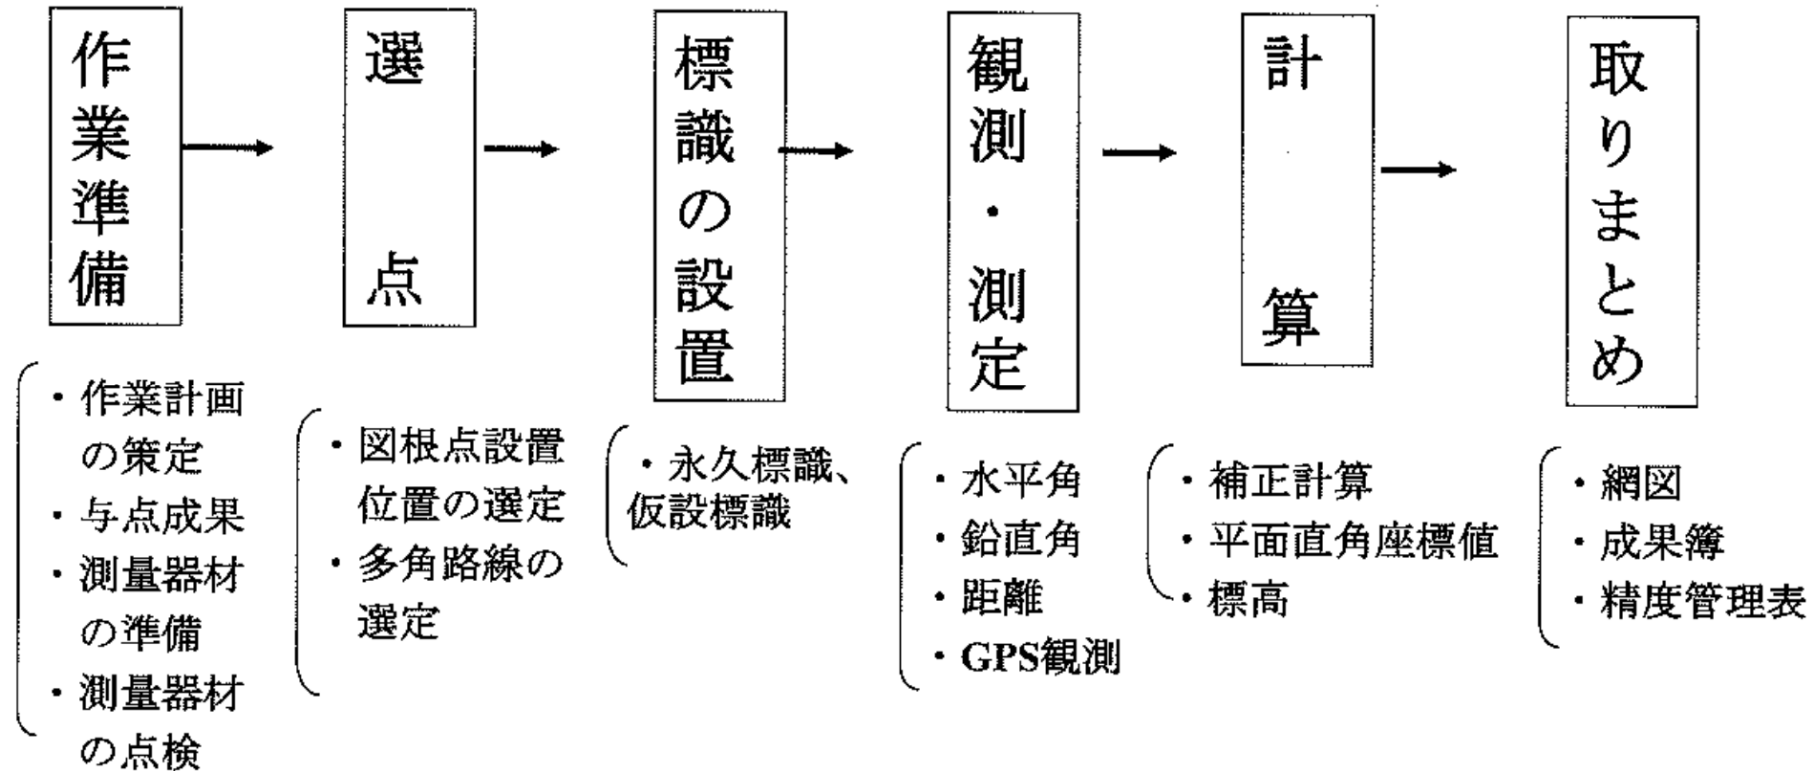 作業準備
選点
標識の設置
観測・測定
計算
取りまとめ
・作業計画
の策定
・与点成果
・測量器材
の準備
・測量器材
の点検
・図根点設置
位置の選定
・多角路線の
選定
・永久標識、
仮設標識
・水平角
・鉛直角
・距離
・GPS観測
・補正計算
・平面直角座標値
・標高
・網図
・成果簿
・精度管理表